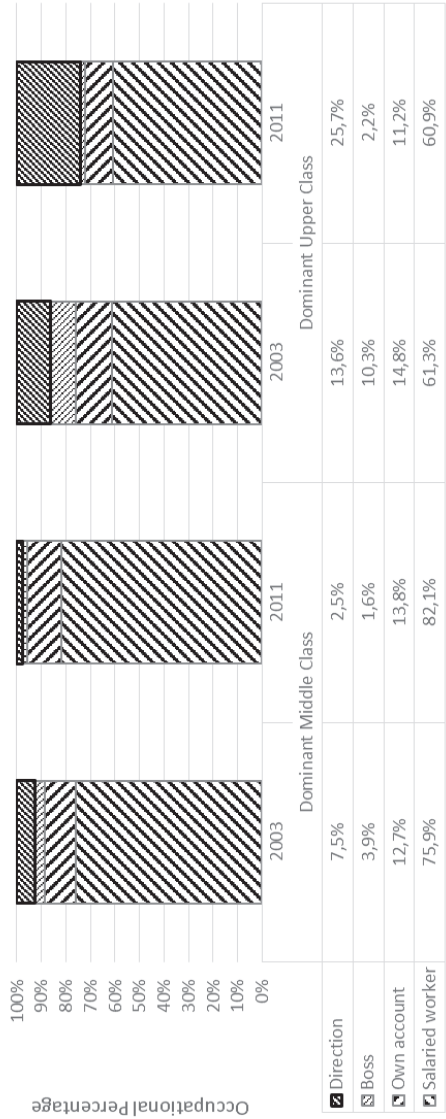 Occupational Percentage
100%
90%
80%
70%
60%
50%
40%
30%
20%
10%
0%
2003 2011 2003 2011
Dominant Middle Class Dominant Upper Class
Direction 7,5% 2,5% 13,6% 25,7%
Boss 3,9% 1,6% 10,3% 2,2%
Own account 12,7% 13,8% 14,8% 11,2%
Salaried worker 75,9% 82,1% 61,3% 60,9%